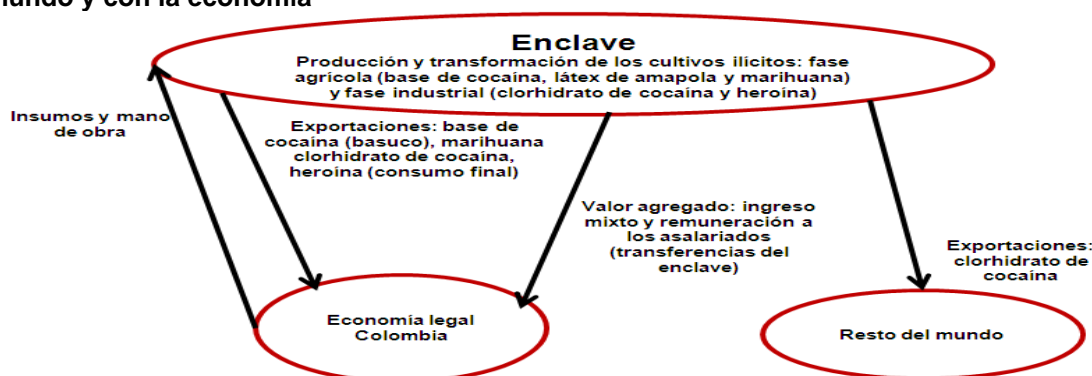 mundo y con la economía
Enclave
Producción y transformación de los cultivos ilícitos: fase
agrícola (base de cocaína, látex de amapola y marihuana)
y fase industrial (clorhidrato de cocaína y heroína)
Insumos y mano
de obra
Exportaciones: base de
cocaína (basuco), marihuana
clorhidrato de cocaína,
heroína (consumo final)
Valor agregado: ingreso
mixto y remuneración a
los asalariados
(transferencias del
enclave)
Exportaciones:
clorhidrato de
cocaína
Economía legal
Colombia
Resto del mundo